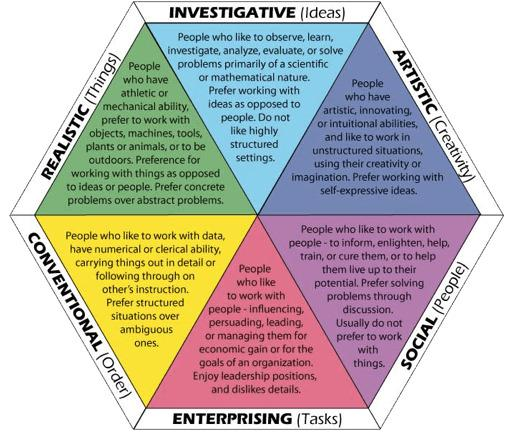 INVESTIGATIVE (Ideas)
People who like to observe, learn,
investigate, analyze, evaluate, or solve
problems primarily of a scientific
or mathematical nature.
Prefer working with
ideas as opposed to
people. Do not
like highly
structured
settings.
REALISTIC (Things)
People
who have
athletic or
mechanical ability,
prefer to work with
objects, machines, tools,
plants or animals, or to be
outdoors. Preference for
working with things as opposed
to ideas or people. Prefer concrete
problems over abstract problems.
ARTISTIC (Creativity)
People
who have
artistic, innovating,
or intuitional abilities,
and like to work in
unstructured situations,
using their creativity or
imagination. Prefer working with
self-expressive ideas.
CONVENTIONAL (Order)
People who like to work with data,
have numerical or clerical ability,
carrying things out in detail or
following through on
other's instruction.
Prefer structured
situations over
ambiguous
ones.
People
who like
to work with
people - influencing,
persuading, leading,
or managing them for
economic gain or for the
goals of an organization.
Enjoy leadership positions,
and dislikes details.
People who like to work with
people - to inform, enlighten, help,
train, or cure them, or to help
them live up to their
potential. Prefer solving
problems through
discussion.
Usually do not
prefer to work
with
things.
SOCIAL (People)
ENTERPRISING (Tasks)